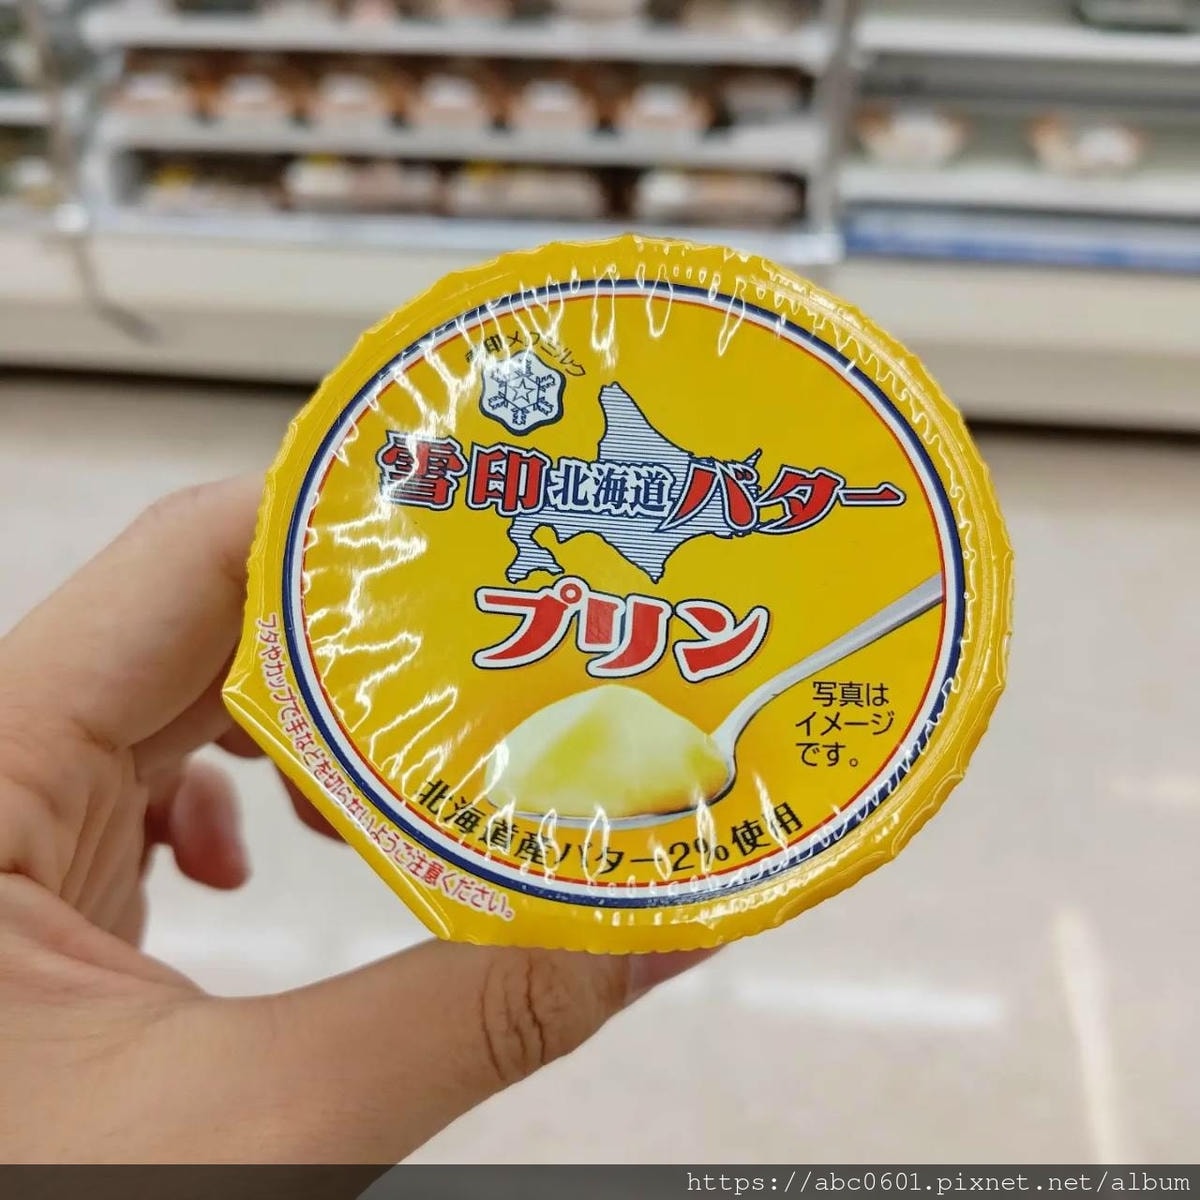 雪印メグミルク
雪印北海道バター
プリン
写真は
イメージ
です。
北海道産バター2%使用
フタやカップで手などを切らないようご注意ください。
https://abc0601.pixnet.net/album